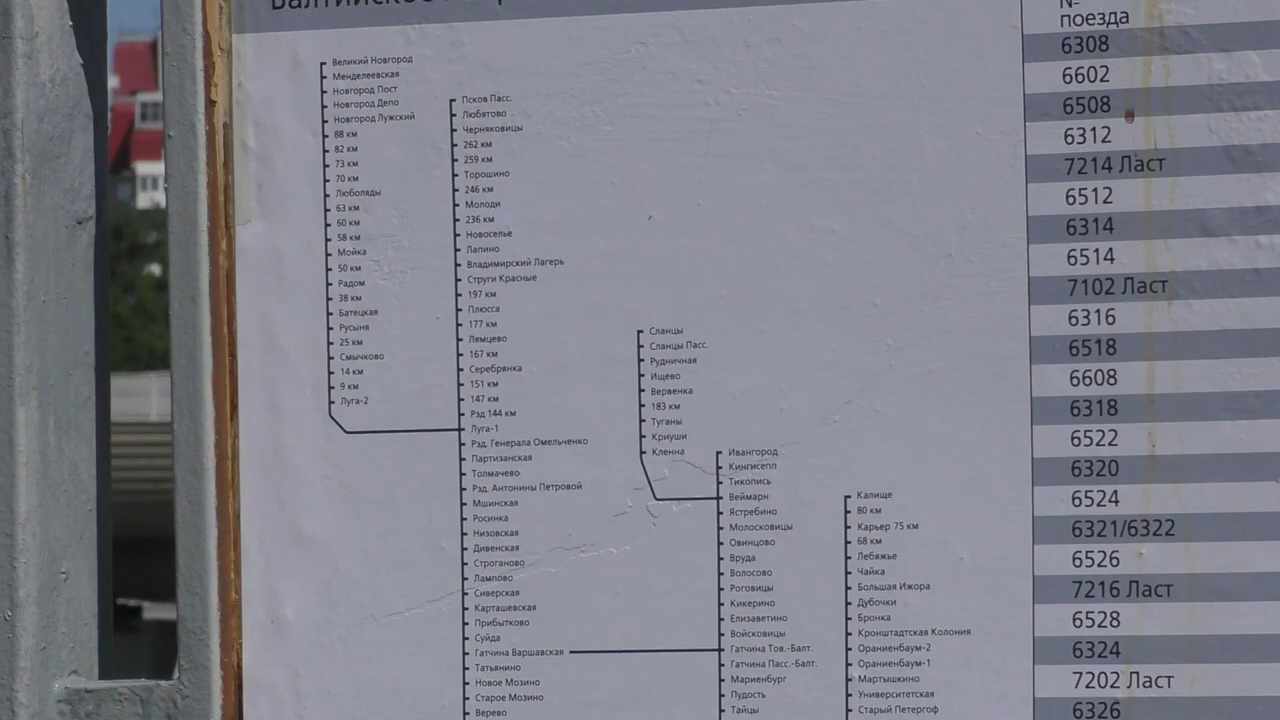 Великий Новгород
Менделеевская
Новгород Пост
Новгород Депо
Новгород Лужский
88 км
82 км
73 км
70 км
Люболяды
63 км
60 км
58 км
Мойка
50 км
Радом
38 км
Батецкая
Русыня
25 км
Смычково
14 км
9 км
Луга-2
Псков Пасс.
Любятово
Черняковицы
262 км
259 км
Торошино
246 км
Молоди
236 км
Новоселье
Лапино
Владимирский Лагерь
Струги Красные
197 км
Плюсса
177 км
Лямцево
167 км
Серебрянка
151 км
147 км
Рзд 144 км
Луга-1
Рзд. Генерала Омельченко
Партизанская
Толмачево
Рзд. Антонины Петровой
Мшинская
Росинка
Низовская
Дивенская
Строганово
Лампово
Сиверская
Карташевская
Прибытково
Суйда
Гатчина Варшавская
Татьянино
Новое Мозино
Старое Мозино
Верево
Сланцы
Сланцы Пасс.
Рудничная
Ищево
Вервенка
183 км
Туганы
Криуши
Кленна
Ивангород
Кингисепп
Тикопись
Веймарн
Ястребино
Молосковицы
Овинцово
Вруда
Волосово
Роговицы
Кикерино
Елизаветино
Войсковицы
Гатчина Тов.-Балт.
Гатчина Пасс.-Балт.
Мариенбург
Пудость
Тайцы
Калище
80 км
Карьер 75 км
68 км
Лебяжье
Чайка
Большая Ижора
Дубочки
Бронка
Кронштадтская Колония
Ораниенбаум-2
Ораниенбаум-1
Мартышкино
Университетская
Старый Петергоф
№
поезда
6308
6602
6508
6312
7214 Ласт
6512
6314
6514
7102 Ласт
6316
6518
6608
6318
6522
6320
6524
6321/6322
6526
7216 Ласт
6528
6324
7202 Ласт
6326